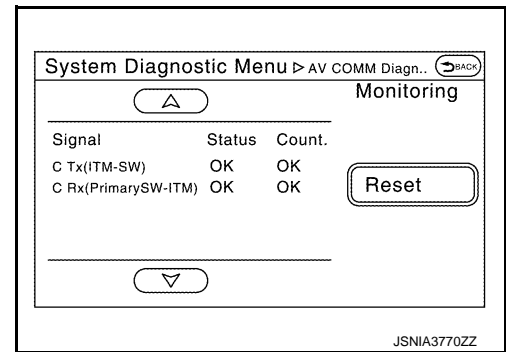 System Diagnostic Menu ▷ AV COMM Diagn.. BACK
Monitoring
Signal Status Count.
C Tx(ITM-SW) OK OK
C Rx(PrimarySW-ITM) OK OK
Reset
JSNIA3770ZZ